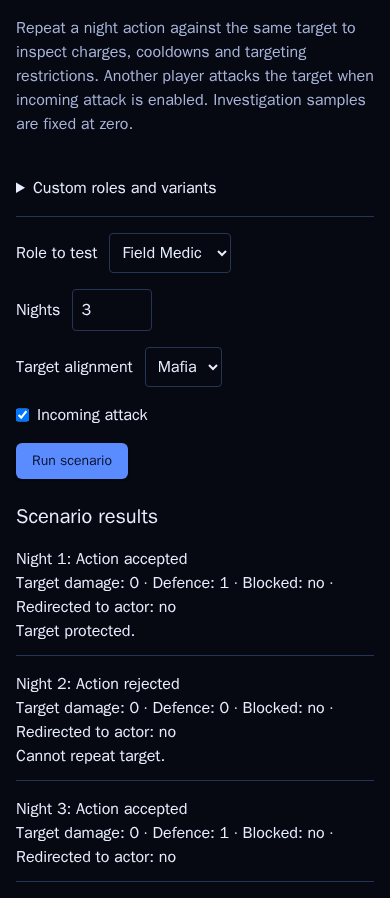 Repeat a night action against the same target to
inspect charges, cooldowns and targeting
restrictions. Another player attacks the target when
incoming attack is enabled. Investigation samples
are fixed at zero.
Custom roles and variants
Role to test Field Medic
Nights 3
Target alignment Mafia
Incoming attack
Run scenario
Scenario results
Night 1: Action accepted
Target damage: 0 · Defence: 1 · Blocked: no ·
Redirected to actor: no
Target protected.
Night 2: Action rejected
Target damage: 0 · Defence: 0 · Blocked: no ·
Redirected to actor: no
Cannot repeat target.
Night 3: Action accepted
Target damage: 0 · Defence: 1 · Blocked: no ·
Redirected to actor: no